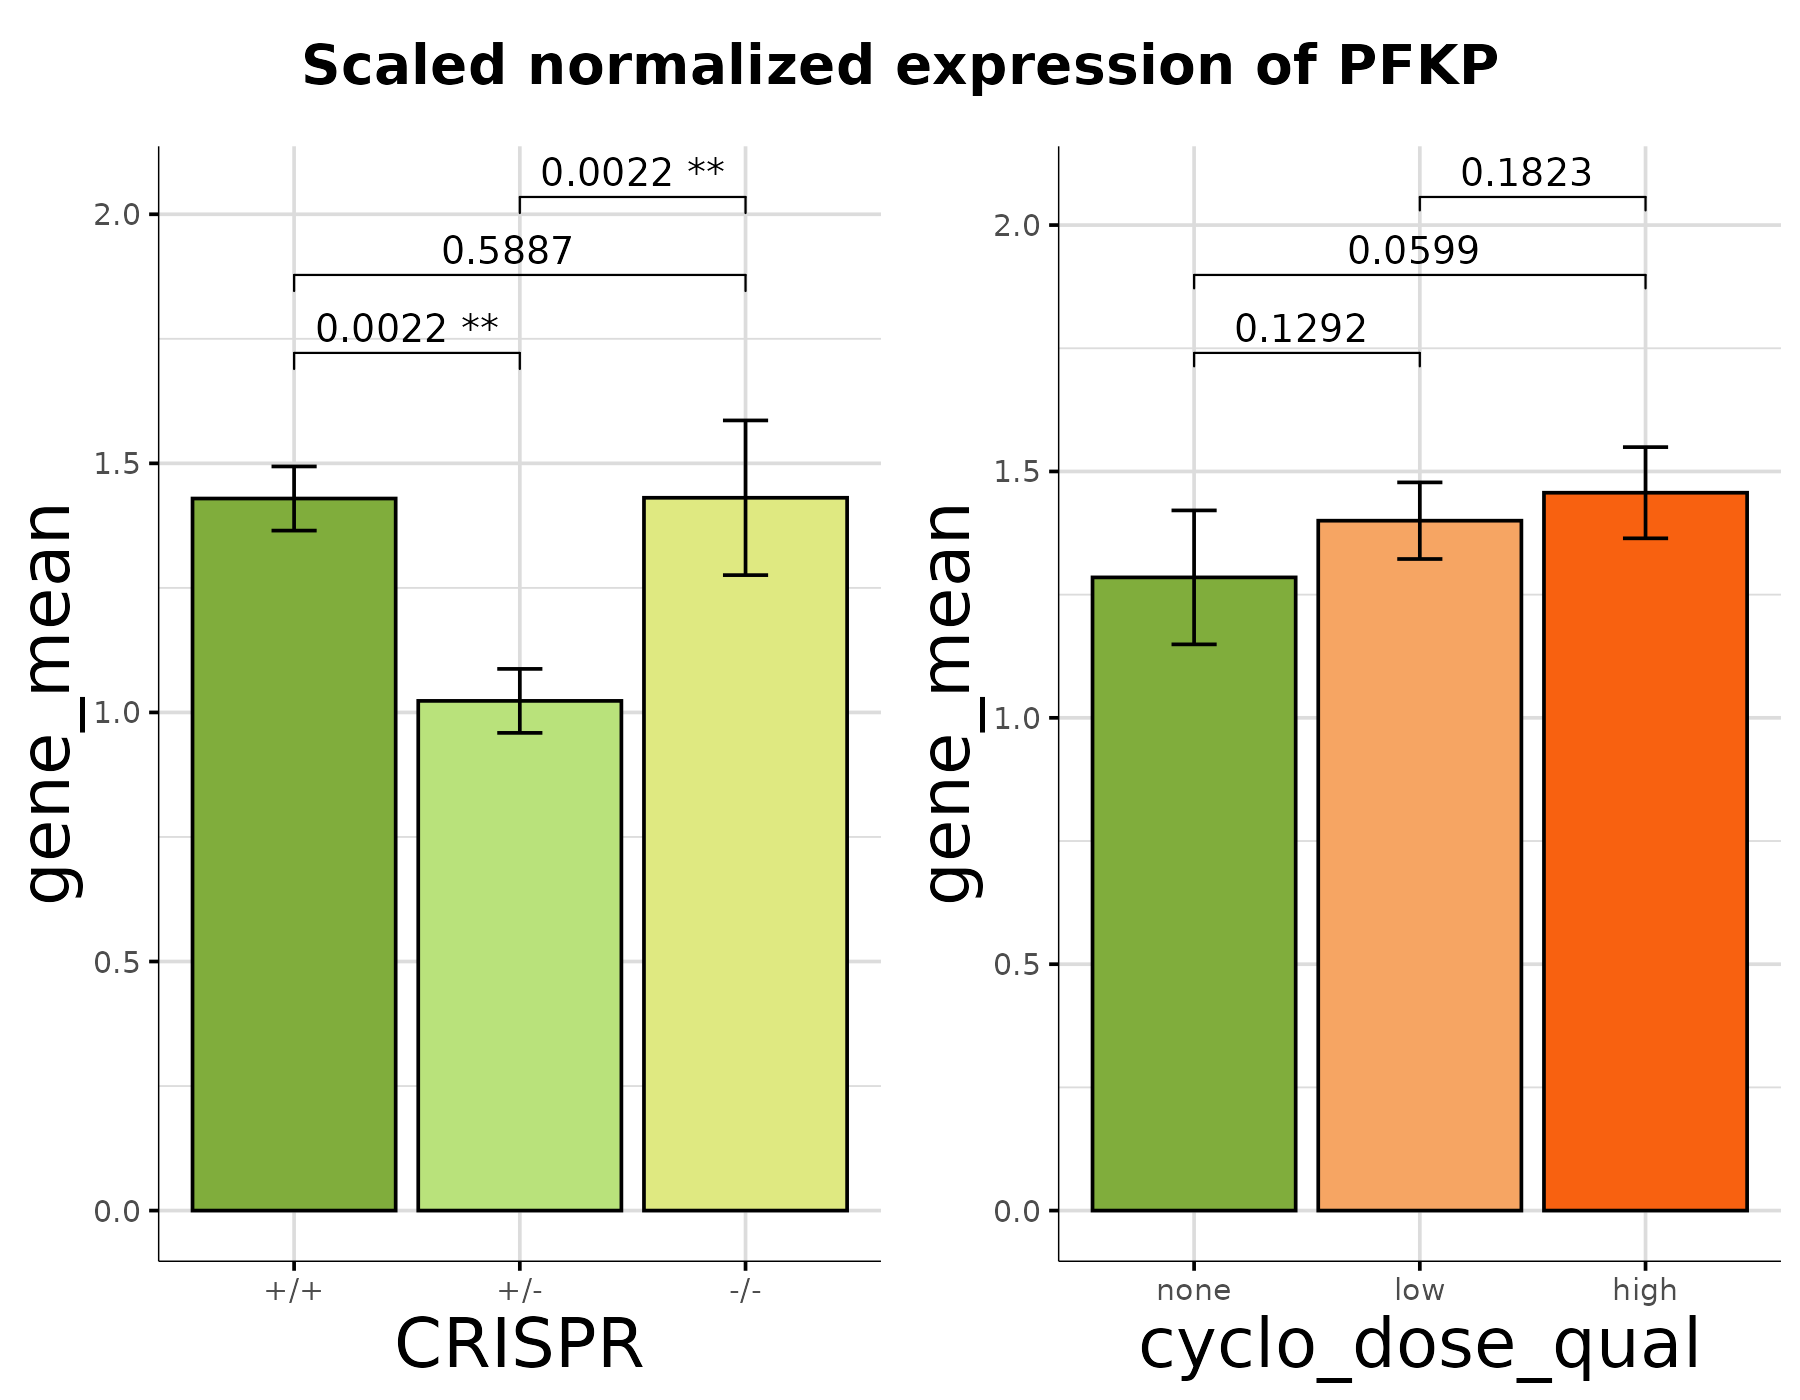 Scaled normalized expression of PFKP
gene_mean
2.0
1.5
1.0
0.5
0.0
0.0022 **
0.5887
0.0022 **
+/+
+/-
-/-
CRISPR
gene_mean
2.0
1.5
1.0
0.5
0.0
0.1823
0.0599
0.1292
none
low
high
cyclo_dose_qual